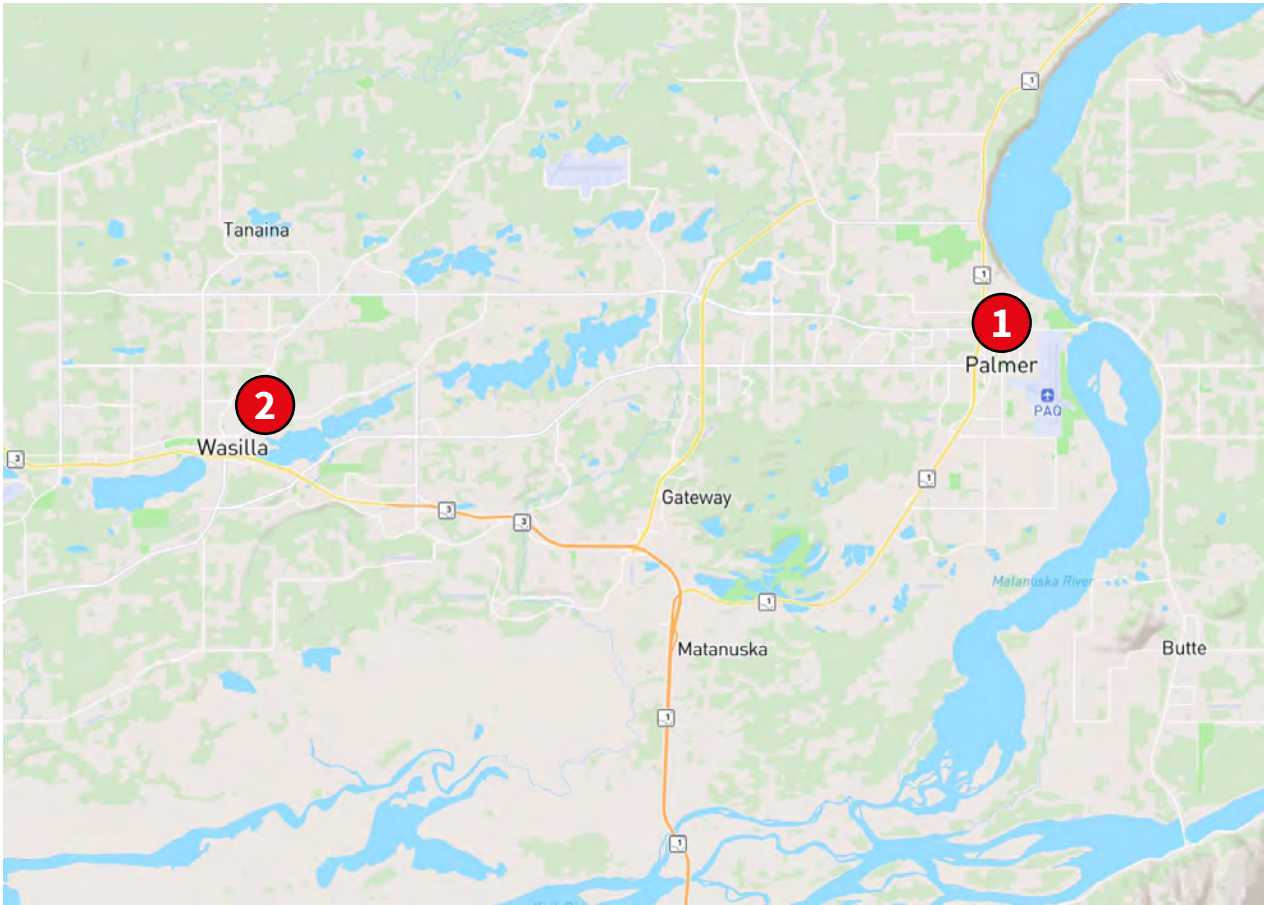 1
Tanaina
1
1
Palmer
PAQ
2
Wasilla
3
1
Gateway
3
3
Matanuska River
1
Matanuska
Butte
1
1